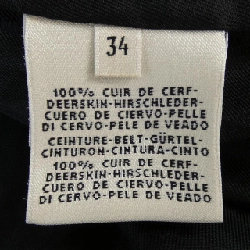 34
100% CUIR DE CERF-
DEERSKIN-HIRSCHLEDER-
CUERO DE CIERVO-PELLE
DI CERVO-PELE DE VEADO
CEINTURE-BELT-GÜRTEL-
CINTURON-CINTURA-CINTO
100% CUIR DE CERF-
DEERSKIN-HIRSCHLEDER-
CUERO DE CIERVO-PELLE
DI CERVO-PELE DE VEADO